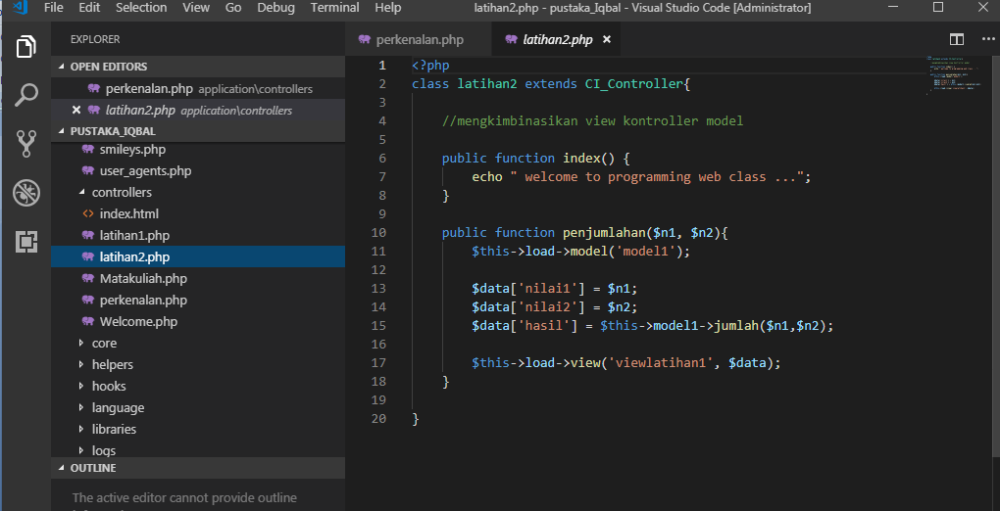 File Edit Selection View Go Debug Terminal Help latihan2.php - pustaka_Iqbal - Visual Studio Code [Administrator]
EXPLORER
OPEN EDITORS
perkenalan.php application\controllers
latihan2.php application\controllers
PUSTAKA_IQBAL
smileys.php
user_agents.php
controllers
index.html
latihan1.php
latihan2.php
Matakuliah.php
perkenalan.php
Welcome.php
core
helpers
hooks
language
libraries
logs
OUTLINE
The active editor cannot provide outline
perkenalan.php latihan2.php
1 <?php
2 class latihan2 extends CI_Controller{
3
4 //mengkimbinasikan view kontroller model
5
6 public function index() {
7 echo " welcome to programming web class ...";
8 }
9
10 public function penjumlahan($n1, $n2){
11 $this->load->model('model1');
12
13 $data['nilai1'] = $n1;
14 $data['nilai2'] = $n2;
15 $data['hasil'] = $this->model1->jumlah($n1,$n2);
16
17 $this->load->view('viewlatihan1', $data);
18 }
19
20 }